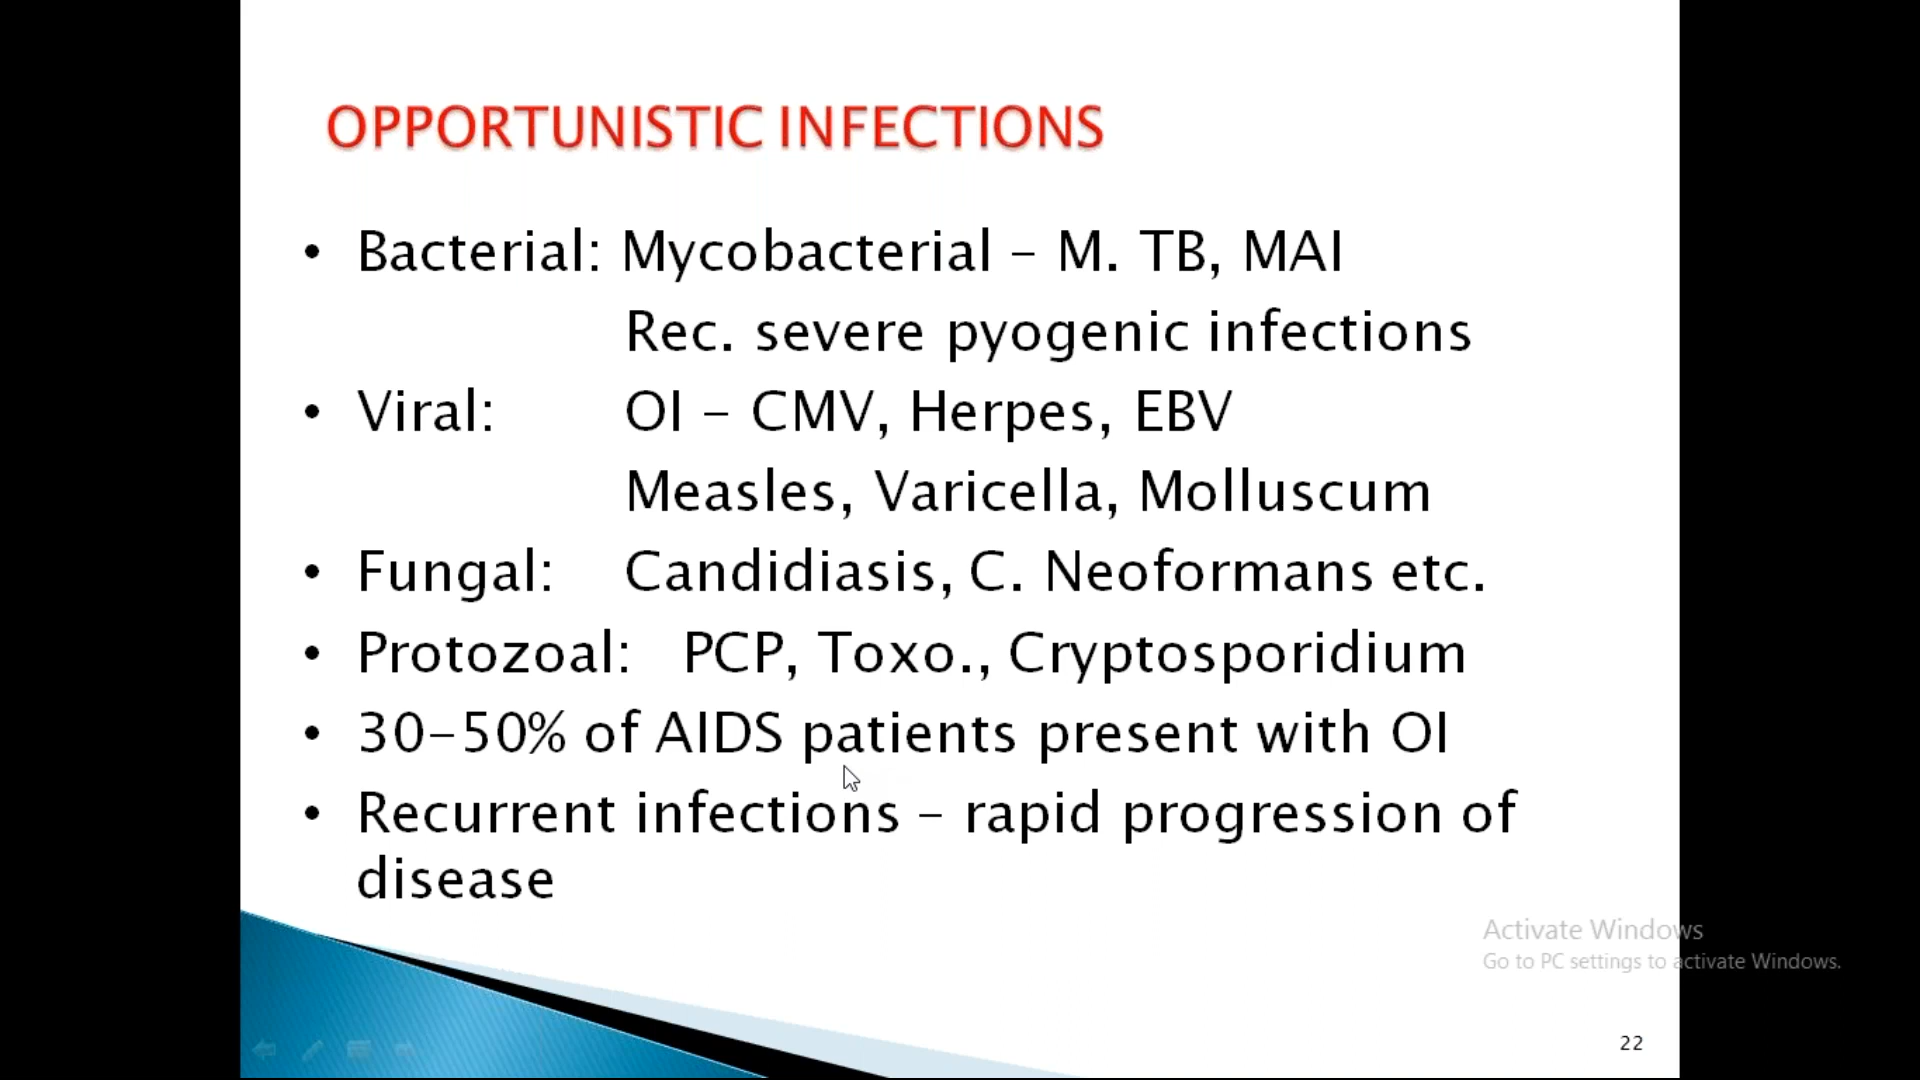 OPPORTUNISTIC INFECTIONS
• Bacterial: Mycobacterial – M. TB, MAI
Rec. severe pyogenic infections
• Viral: OI – CMV, Herpes, EBV
Measles, Varicella, Molluscum
• Fungal: Candidiasis, C. Neoformans etc.
• Protozoal: PCP, Toxo., Cryptosporidium
• 30–50% of AIDS patients present with OI
• Recurrent infections – rapid progression of
disease
Activate Windows
Go to PC settings to activate Windows.
22